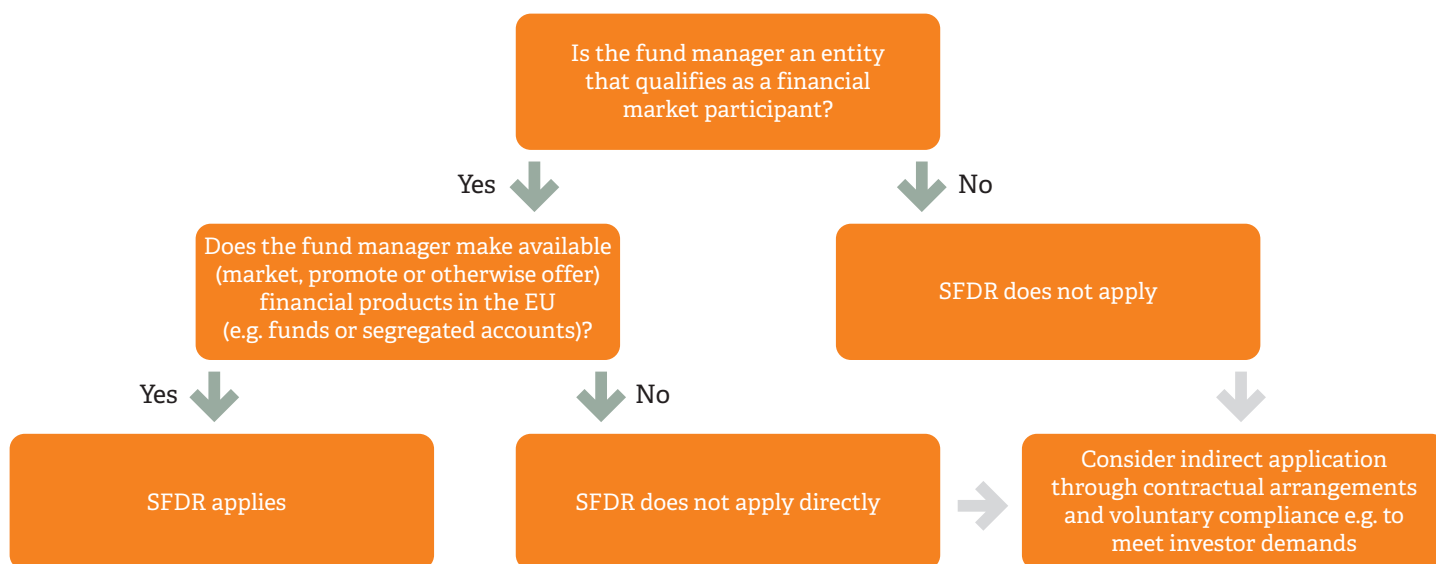 Is the fund manager an entity
that qualifies as a financial
market participant?
Yes
No
Does the fund manager make available
(market, promote or otherwise offer)
financial products in the EU
(e.g. funds or segregated accounts)?
SFDR does not apply
Yes
No
SFDR applies
SFDR does not apply directly
Consider indirect application
through contractual arrangements
and voluntary compliance e.g. to
meet investor demands